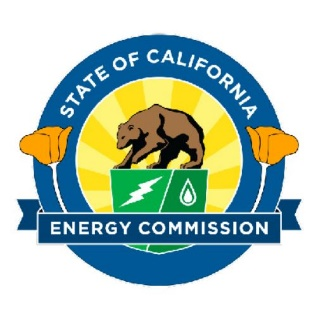 STATE OF CALIFORNIA
ENERGY COMMISSION